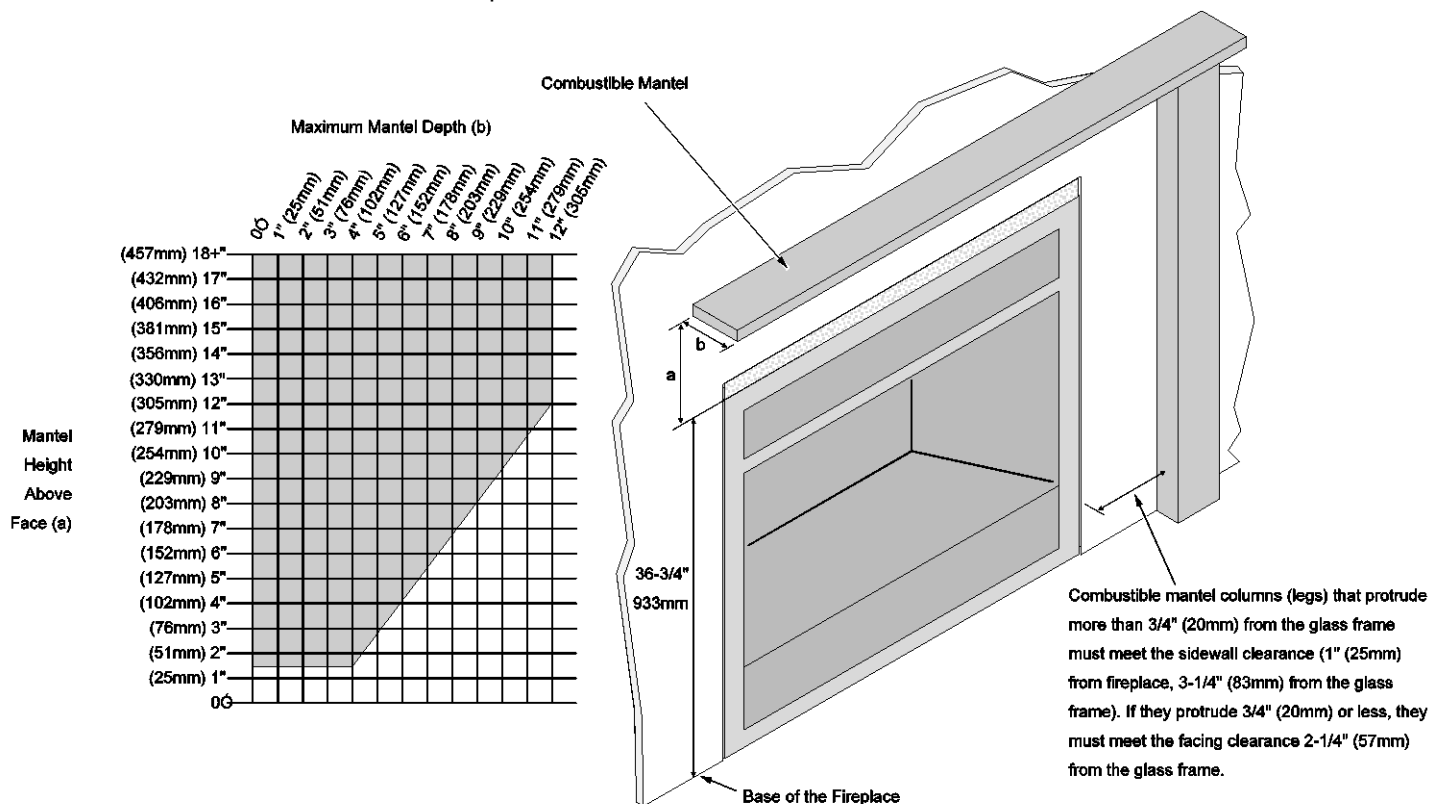 Combustible Mantel
Maximum Mantel Depth (b)
0Ó
1" (25mm)
2" (51mm)
3" (76mm)
4" (102mm)
5" (127mm)
6" (152mm)
7" (178mm)
8" (203mm)
9" (229mm)
10" (254mm)
11" (279mm)
12" (305mm)
(457mm) 18+"
(432mm) 17"
(406mm) 16"
(381mm) 15"
(356mm) 14"
(330mm) 13"
(305mm) 12"
(279mm) 11"
(254mm) 10"
(229mm) 9"
(203mm) 8"
(178mm) 7"
(152mm) 6"
(127mm) 5"
(102mm) 4"
(76mm) 3"
(51mm) 2"
(25mm) 1"
0Ó
Mantel
Height
Above
Face (a)
b
a
36-3/4"
933mm
Base of the Fireplace
Combustible mantel columns (legs) that protrude
more than 3/4" (20mm) from the glass frame
must meet the sidewall clearance (1" (25mm)
from fireplace, 3-1/4" (83mm) from the glass
frame). If they protrude 3/4" (20mm) or less, they
must meet the facing clearance 2-1/4" (57mm)
from the glass frame.